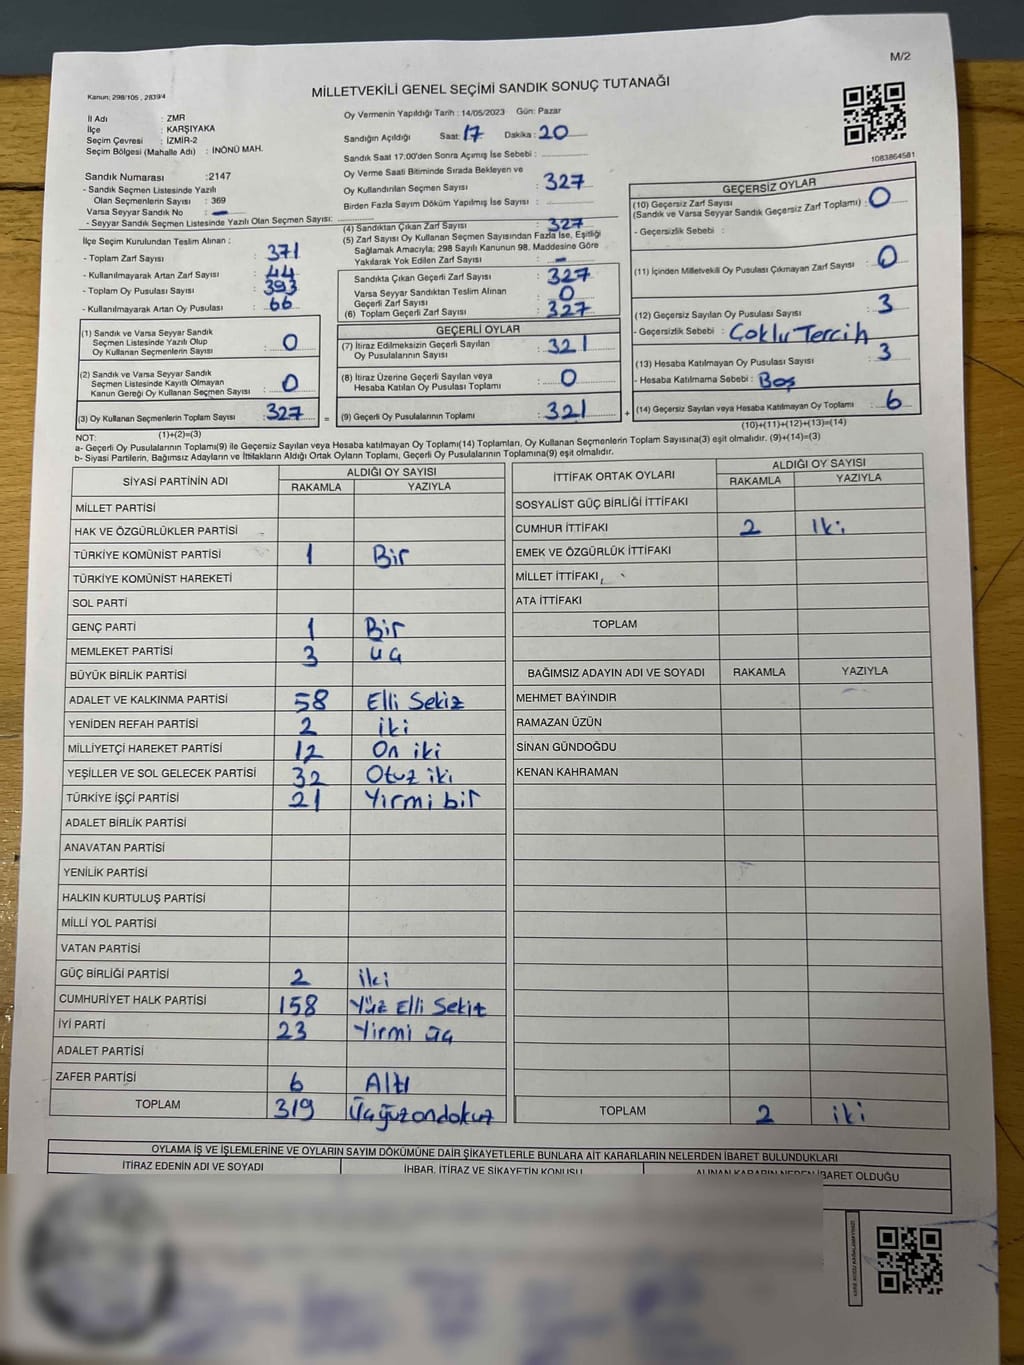 M/2
Kanun: 298/105 , 2839/4
MİLLETVEKİLİ GENEL SEÇİMİ SANDIK SONUÇ TUTANAĞI
İl Adı : ZMR
İlçe : KARŞIYAKA
Seçim Çevresi : İZMİR-2
Seçim Bölgesi (Mahalle Adı) : İNÖNÜ MAH.
Oy Vermenin Yapıldığı Tarih : 14/05/2023 Gün: Pazar
Sandığın Açıldığı Saat: 17 Dakika : 20
Sandık Saat 17:00'den Sonra Açımış İse Sebebi :
Oy Verme Saati Bitiminde Sırada Bekleyen ve
Oy Kullandırılan Seçmen Sayısı : 327
Birden Fazla Sayım Döküm Yapılmış İse Sayısı :
1083864581
Sandık Numarası :2147
- Sandık Seçmen Listesinde Yazılı
Olan Seçmenlerin Sayısı : 369
Varsa Seyyar Sandık No : -
- Seyyar Sandık Seçmen Listesinde Yazılı Olan Seçmen Sayısı:
İlçe Seçim Kurulundan Teslim Alınan :
- Toplam Zarf Sayısı : 371
- Kullanılmayarak Artan Zarf Sayısı : 44
- Toplam Oy Pusulası Sayısı : 393
- Kullanılmayarak Artan Oy Pusulası : 66
(4) Sandıktan Çıkan Zarf Sayısı : 327
(5) Zarf Sayısı Oy Kullanan Seçmen Sayısından Fazla İse, Eşitliği
Sağlamak Amacıyla; 298 Sayılı Kanunun 98. Maddesine Göre
Yakılarak Yok Edilen Zarf Sayısı : -
Sandıkta Çıkan Geçerli Zarf Sayısı : 327
Varsa Seyyar Sandıktan Teslim Alınan
Geçerli Zarf Sayısı : 0
(6) Toplam Geçerli Zarf Sayısı : 327
GEÇERSİZ OYLAR
(10) Geçersiz Zarf Sayısı
(Sandık ve Varsa Seyyar Sandık Geçersiz Zarf Toplamı) : 0
- Geçersizlik Sebebi :
(11) İçinden Milletvekili Oy Pusulası Çıkmayan Zarf Sayısı : 0
(12) Geçersiz Sayılan Oy Pusulası Sayısı : 3
- Geçersizlik Sebebi : Çoklu Tercih
(13) Hesaba Katılmayan Oy Pusulası Sayısı : 3
- Hesaba Katılmama Sebebi : Boş
(14) Geçersiz Sayılan veya Hesaba Katılmayan Oy Toplamı : 6
(10)+(11)+(12)+(13)=(14)
(1) Sandık ve Varsa Seyyar Sandık
Seçmen Listesinde Yazılı Olup
Oy Kullanan Seçmenlerin Sayısı : 0
(2) Sandık ve Varsa Seyyar Sandık
Seçmen Listesinde Kayıtlı Olmayan
Kanun Gereği Oy Kullanan Seçmen Sayısı : 0
(3) Oy Kullanan Seçmenlerin Toplam Sayısı : 327 =
(1)+(2)=(3)
GEÇERLİ OYLAR
(7) İtiraz Edilmeksizin Geçerli Sayılan
Oy Pusulalarının Sayısı : 321
(8) İtiraz Üzerine Geçerli Sayılan veya
Hesaba Katılan Oy Pusulası Toplamı : 0
(9) Geçerli Oy Pusulalarının Toplamı : 321 +
NOT:
a- Geçerli Oy Pusulalarının Toplamı(9) ile Geçersiz Sayılan veya Hesaba katılmayan Oy Toplamı(14) Toplamları, Oy Kullanan Seçmenlerin Toplam Sayısına(3) eşit olmalıdır. (9)+(14)=(3)
b- Siyasi Partilerin, Bağımsız Adayların ve İttifakların Aldığı Ortak Oyların Toplamı, Geçerli Oy Pusulalarının Toplamına(9) eşit olmalıdır.
SİYASİ PARTİNİN ADI ALDIĞI OY SAYISI
RAKAMLA YAZIYLA
MİLLET PARTİSİ
HAK VE ÖZGÜRLÜKLER PARTİSİ
TÜRKİYE KOMÜNİST PARTİSİ 1 Bir
TÜRKİYE KOMÜNİST HAREKETİ
SOL PARTİ
GENÇ PARTİ 1 Bir
MEMLEKET PARTİSİ 3 üç
BÜYÜK BİRLİK PARTİSİ
ADALET VE KALKINMA PARTİSİ 58 Elli Sekiz
YENİDEN REFAH PARTİSİ 2 iki
MİLLİYETÇİ HAREKET PARTİSİ 12 On iki
YEŞİLLER VE SOL GELECEK PARTİSİ 32 Otuz iki
TÜRKİYE İŞÇİ PARTİSİ 21 Yirmi bir
ADALET BİRLİK PARTİSİ
ANAVATAN PARTİSİ
YENİLİK PARTİSİ
HALKIN KURTULUŞ PARTİSİ
MİLLİ YOL PARTİSİ
VATAN PARTİSİ
GÜÇ BİRLİĞİ PARTİSİ 2 iki
CUMHURİYET HALK PARTİSİ 158 Yüz Elli Sekiz
İYİ PARTİ 23 Yirmi üç
ADALET PARTİSİ
ZAFER PARTİSİ 6 Altı
TOPLAM 319 Üçğüzondokuz
İTTİFAK ORTAK OYLARI ALDIĞI OY SAYISI
RAKAMLA YAZIYLA
SOSYALİST GÜÇ BİRLİĞİ İTTİFAKI
CUMHUR İTTİFAKI 2 İki
EMEK VE ÖZGÜRLÜK İTTİFAKI
MİLLET İTTİFAKI
ATA İTTİFAKI
TOPLAM
BAĞIMSIZ ADAYIN ADI VE SOYADI RAKAMLA YAZIYLA
MEHMET BAYINDIR
RAMAZAN ÜZÜN
SİNAN GÜNDOĞDU
KENAN KAHRAMAN
TOPLAM 2 iki
OYLAMA İŞ VE İŞLEMLERİNE VE OYLARIN SAYIM DÖKÜMÜNE DAİR ŞİKAYETLERLE BUNLARA AİT KARARLARIN NELERDEN İBARET BULUNDUKLARI
İTİRAZ EDENİN ADI VE SOYADI İHBAR, İTİRAZ VE ŞİKAYETİN KONUSU ALINAN KARARIN NEDEN İBARET OLDUĞU